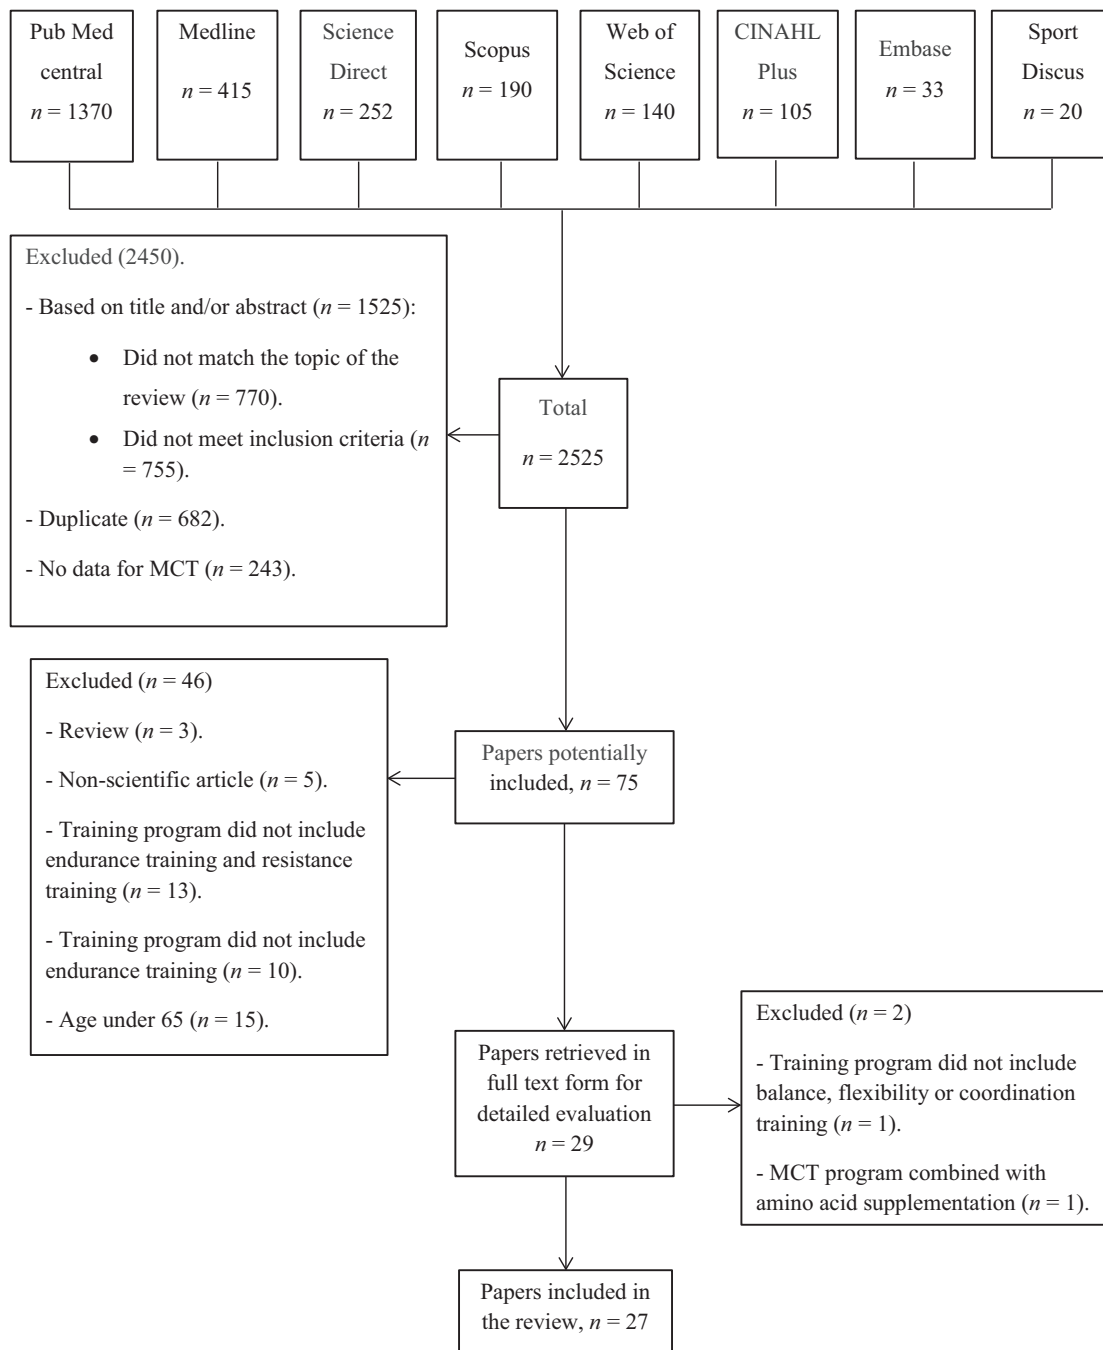 Pub Med
central
n = 1370
Medline
n = 415
Science
Direct
n = 252
Scopus
n = 190
Web of
Science
n = 140
CINAHL
Plus
n = 105
Embase
n = 33
Sport
Discus
n = 20
Excluded (2450).
- Based on title and/or abstract (n = 1525):
• Did not match the topic of the
review (n = 770).
• Did not meet inclusion criteria (n
= 755).
- Duplicate (n = 682).
- No data for MCT (n = 243).
Total
n = 2525
Excluded (n = 46)
- Review (n = 3).
- Non-scientific article (n = 5).
- Training program did not include
endurance training and resistance
training (n = 13).
- Training program did not include
endurance training (n = 10).
- Age under 65 (n = 15).
Papers potentially
included, n = 75
Papers retrieved in
full text form for
detailed evaluation
n = 29
Excluded (n = 2)
- Training program did not include
balance, flexibility or coordination
training (n = 1).
- MCT program combined with
amino acid supplementation (n = 1).
Papers included in
the review, n = 27